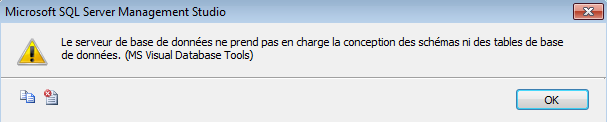 Microsoft SQL Server Management Studio
Le serveur de base de données ne prend pas en charge la conception des schémas ni des tables de base
de données. (MS Visual Database Tools)
OK